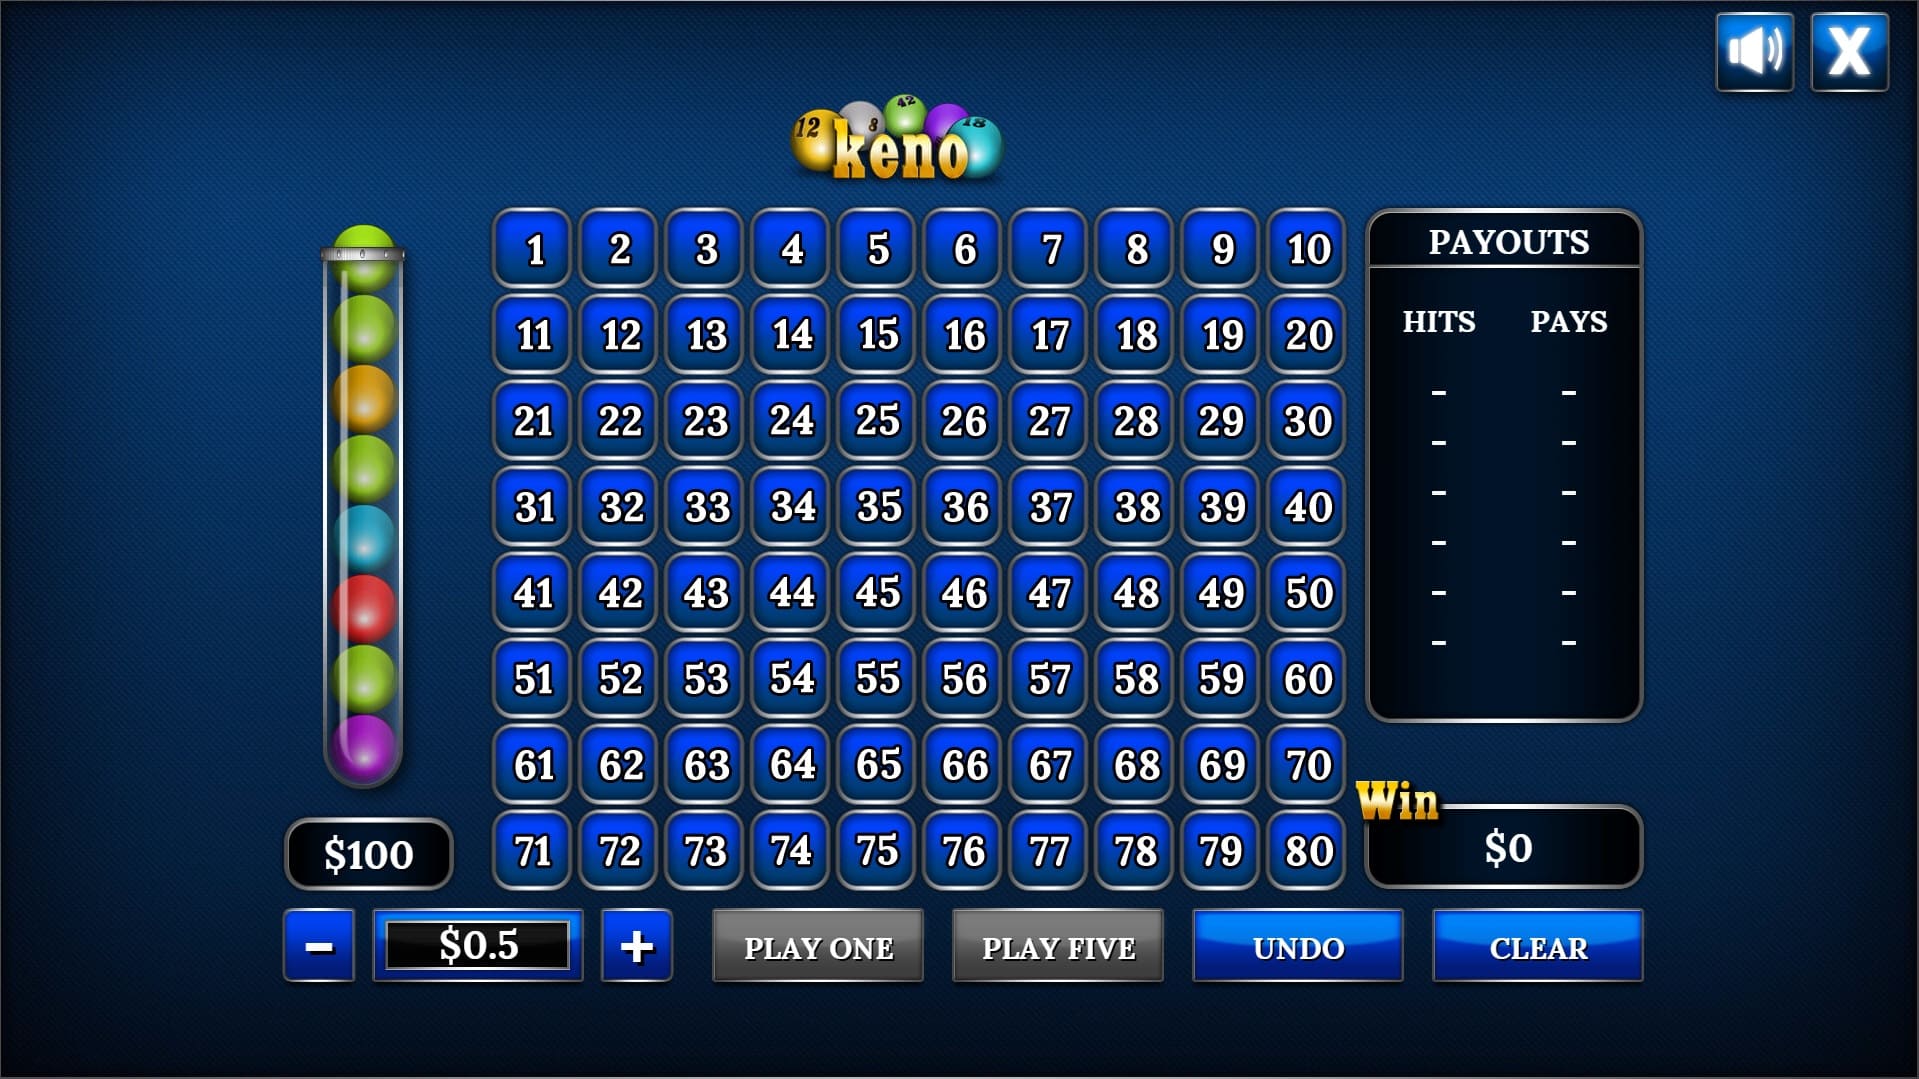 12 8 42 13
keno
1 2 3 4 5 6 7 8 9 10
11 12 13 14 15 16 17 18 19 20
21 22 23 24 25 26 27 28 29 30
31 32 33 34 35 36 37 38 39 40
41 42 43 44 45 46 47 48 49 50
51 52 53 54 55 56 57 58 59 60
61 62 63 64 65 66 67 68 69 70
71 72 73 74 75 76 77 78 79 80
PAYOUTS
HITS PAYS
- -
- -
- -
- -
- -
- -
Win
$0
$100
- $0.5 +
PLAY ONE
PLAY FIVE
UNDO
CLEAR
X